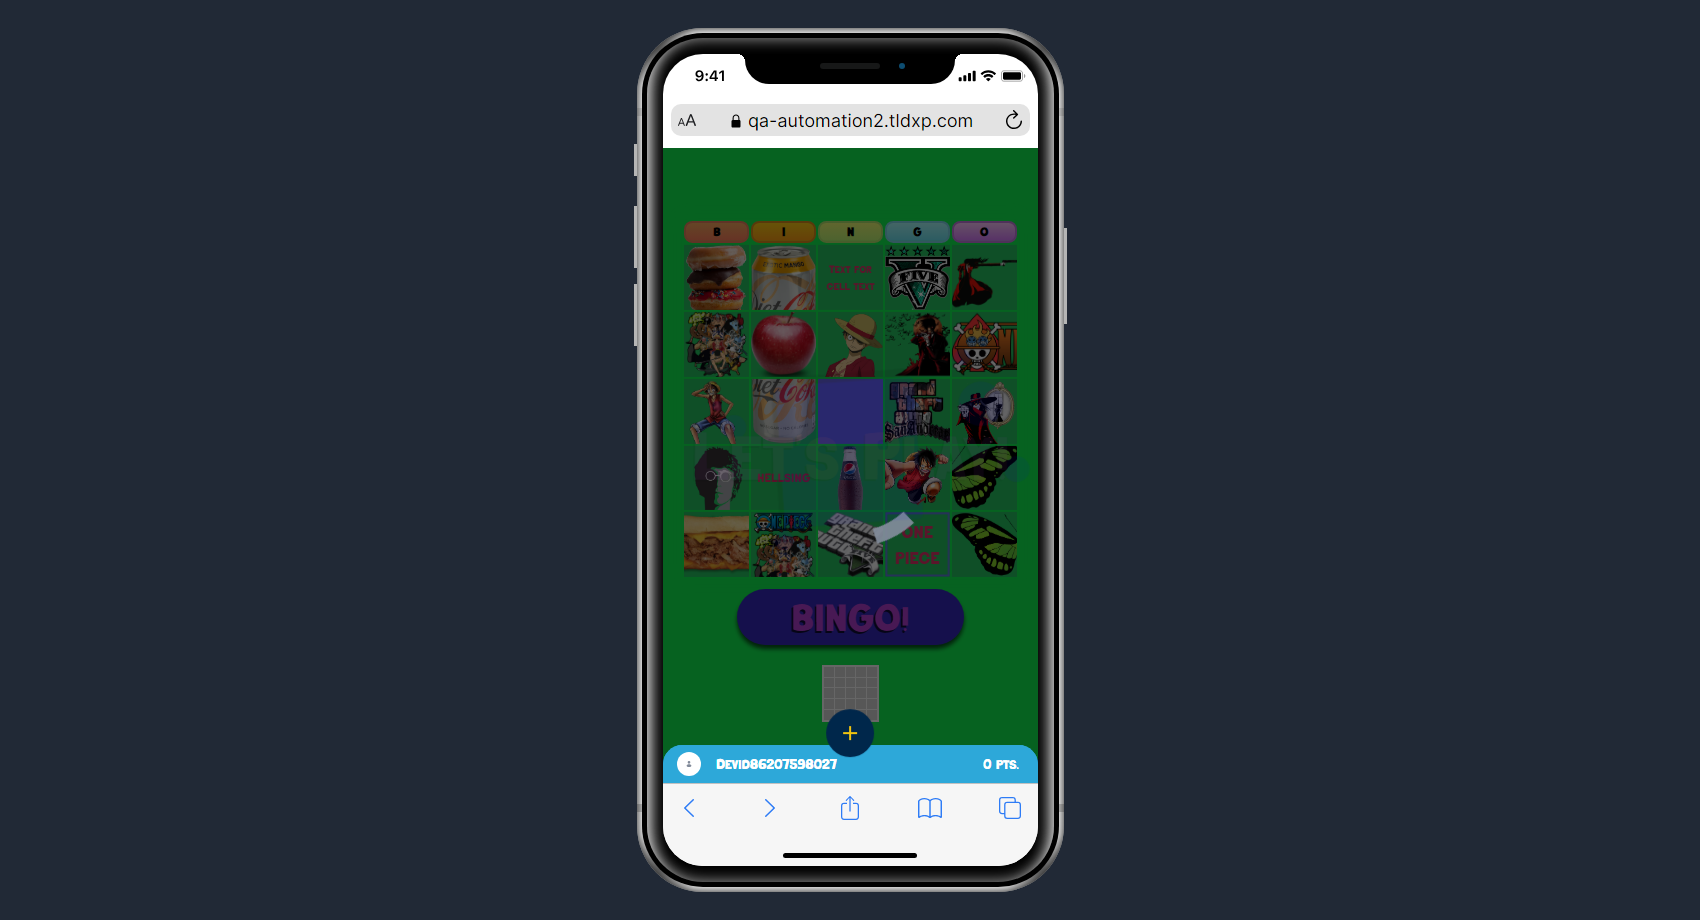 9:41
AA
qa-automation2.tldxp.com
B I N G O
TEXT FOR
CELL TEXT
FIVE
HELLSING
ONE
PIECE
BINGO!
+
Devid86207598027
0 PTS.